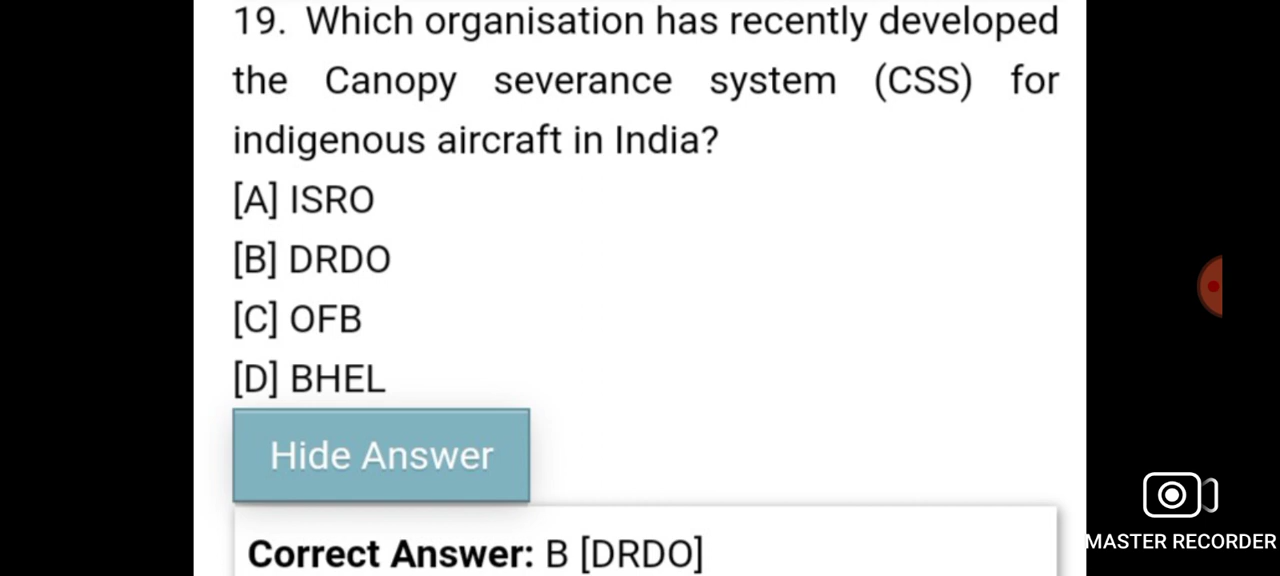 19. Which organisation has recently developed
the Canopy severance system (CSS) for
indigenous aircraft in India?
[A] ISRO
[B] DRDO
[C] OFB
[D] BHEL
Hide Answer
Correct Answer: B [DRDO]
MASTER RECORDER